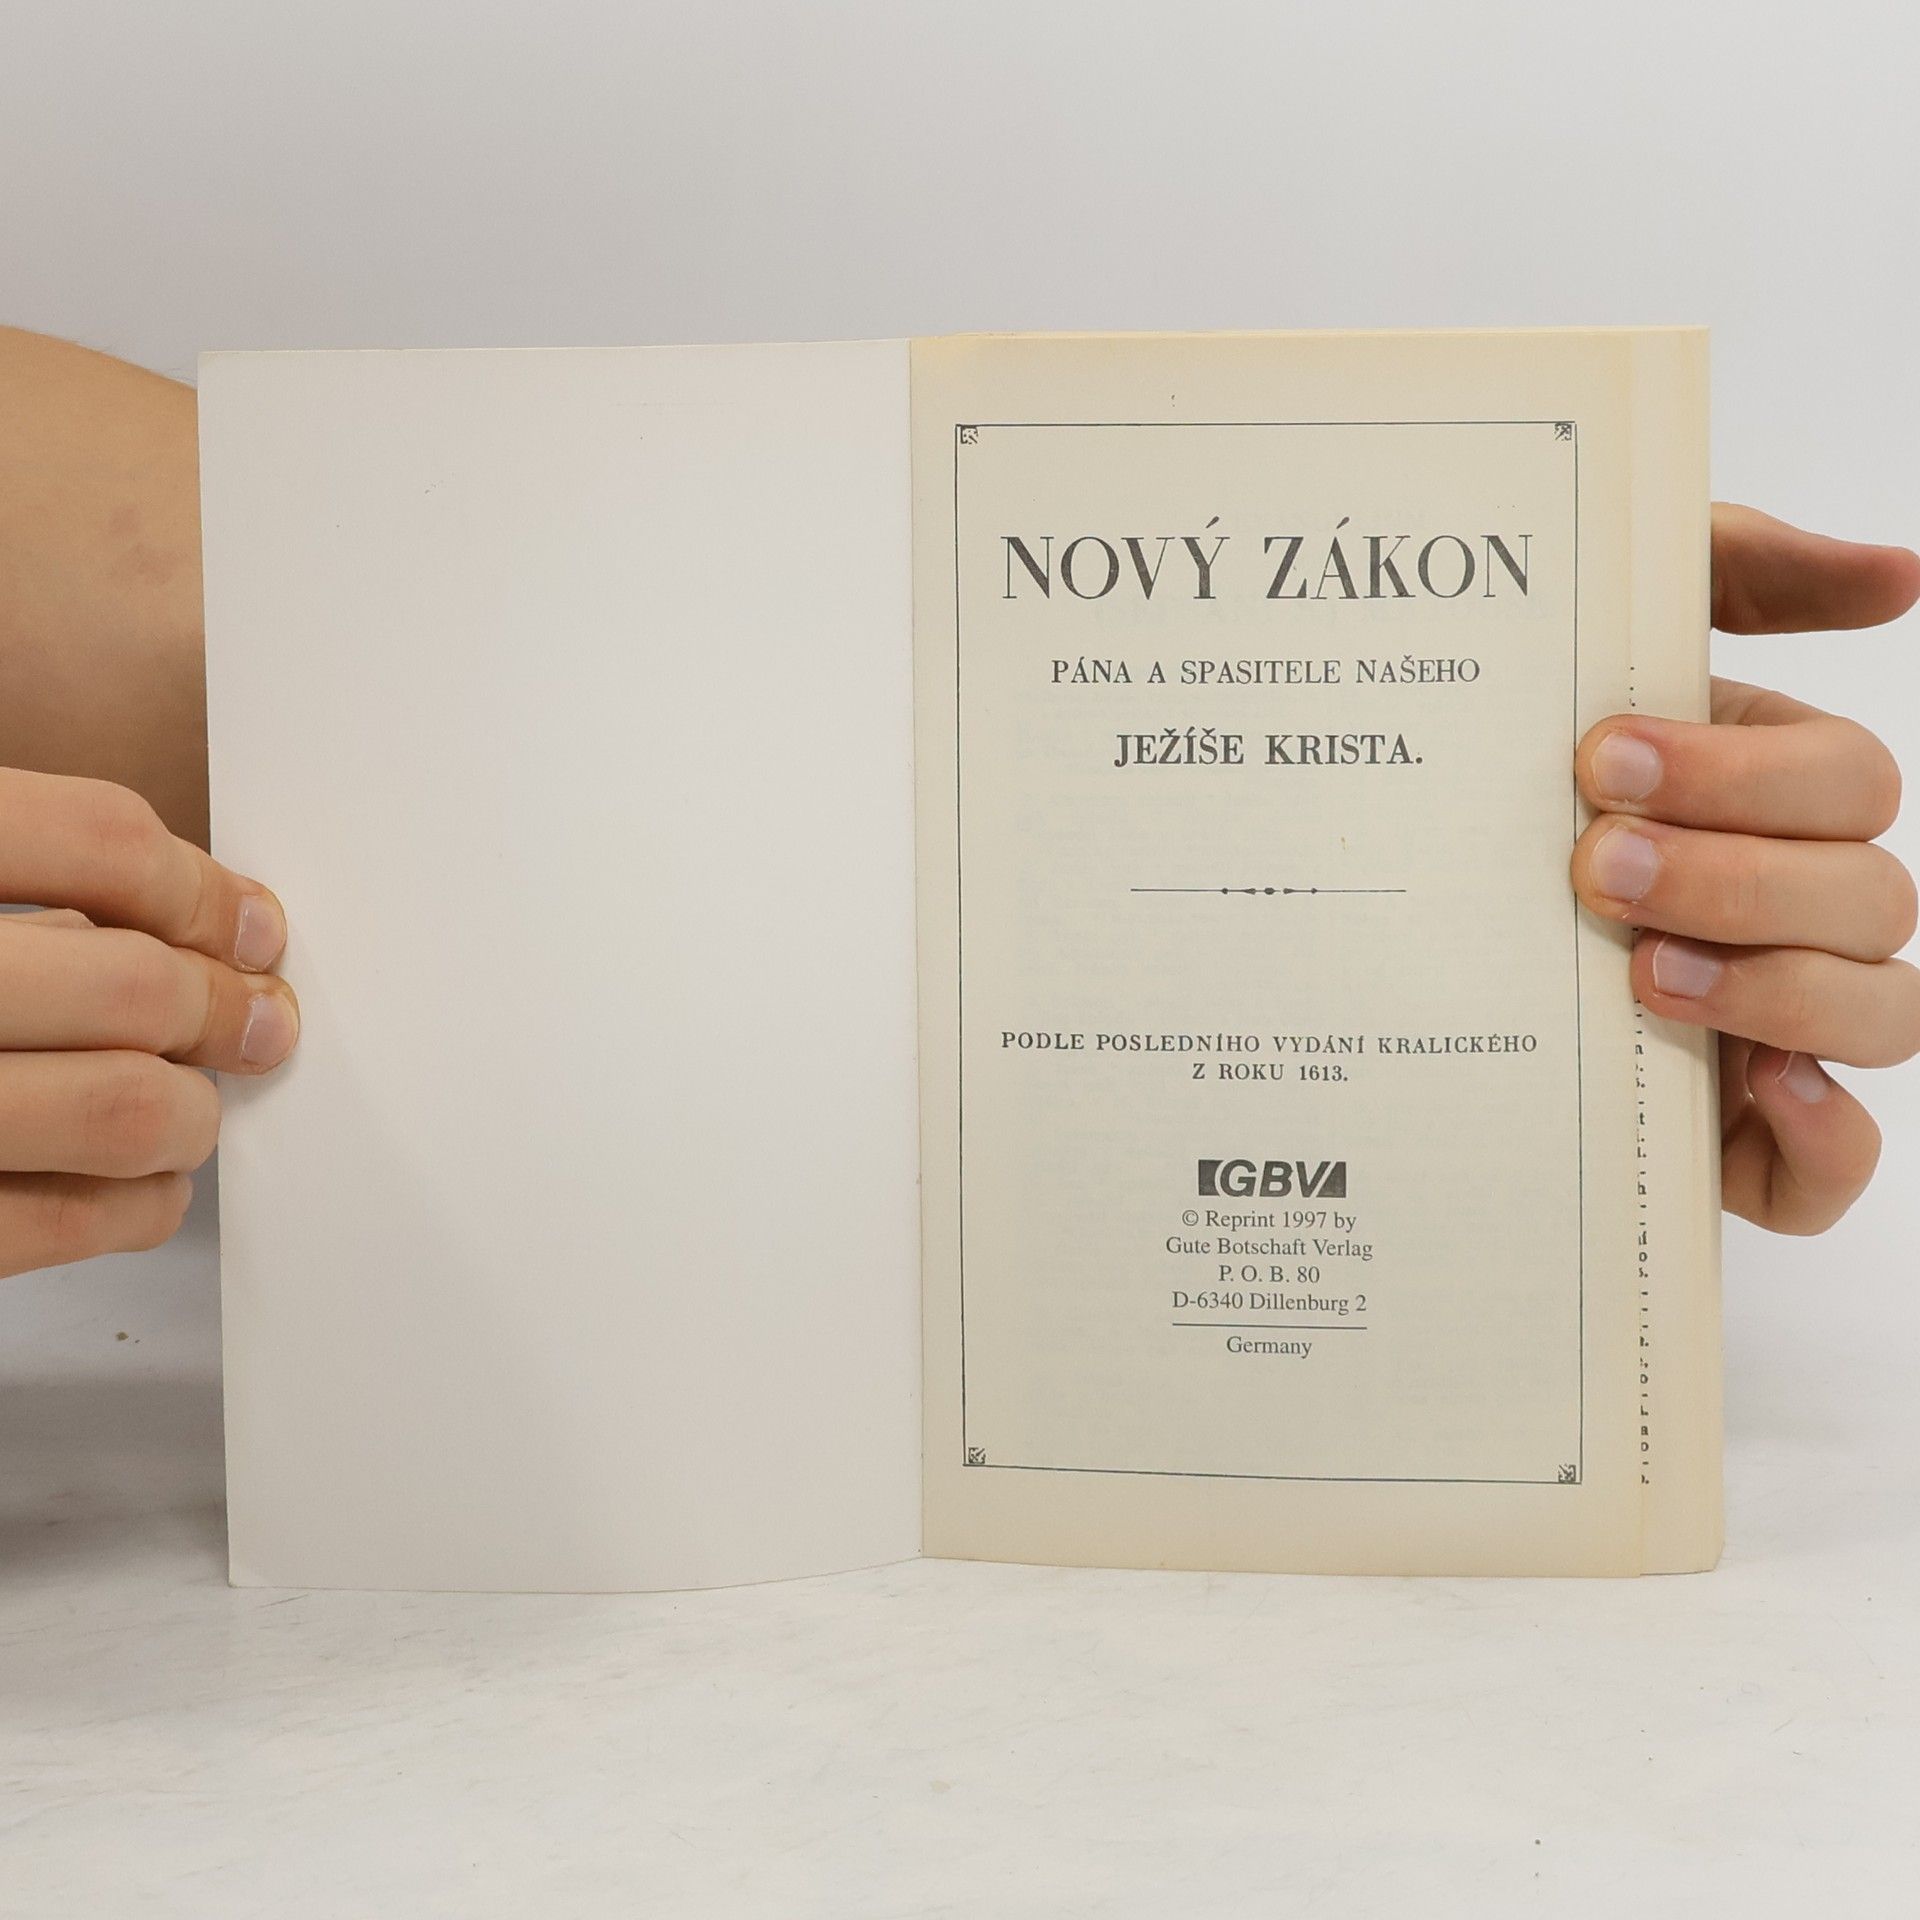 NOVÝ ZÁKON
PÁNA A SPASITELE NAŠEHO
JEŽÍŠE KRISTA.
PODLE POSLEDNÍHO VYDÁNÍ KRALICKÉHO
Z ROKU 1613.
GBV
© Reprint 1997 by
Gute Botschaft Verlag
P. O. B. 80
D-6340 Dillenburg 2
Germany